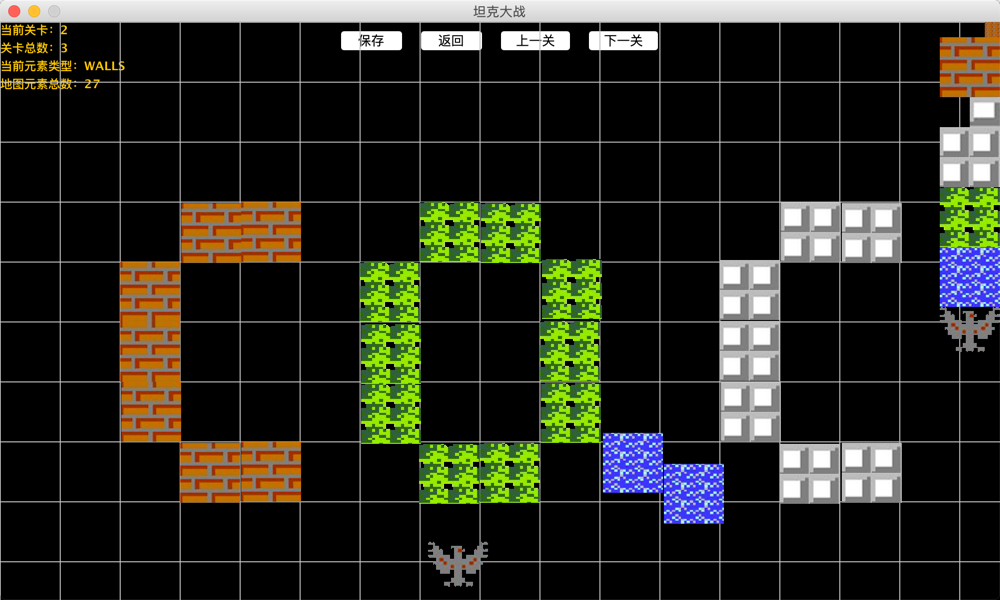 坦克大战
当前关卡：2
关卡总数：3
当前元素类型：WALLS
地图元素总数：27
保存
返回
上一关
下一关